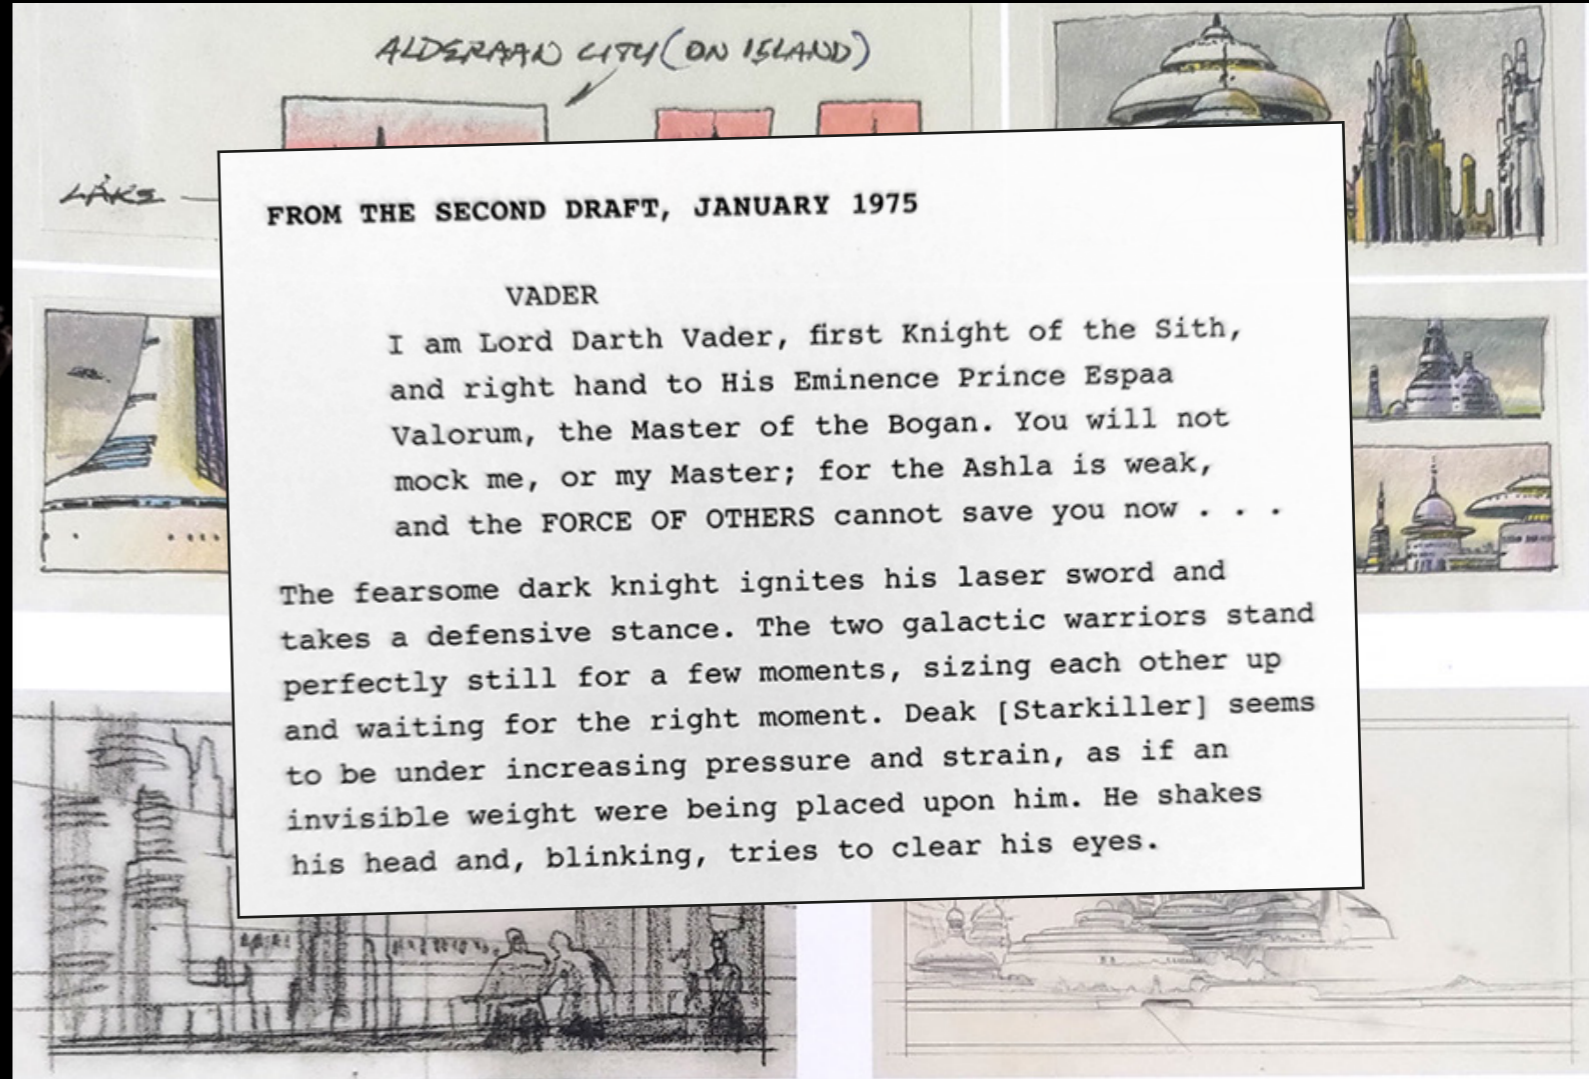 ALDERAAN CITY (ON ISLAND)
LAKE
FROM THE SECOND DRAFT, JANUARY 1975
VADER
I am Lord Darth Vader, first Knight of the Sith,
and right hand to His Eminence Prince Espaa
Valorum, the Master of the Bogan. You will not
mock me, or my Master; for the Ashla is weak,
and the FORCE OF OTHERS cannot save you now . . .
The fearsome dark knight ignites his laser sword and
takes a defensive stance. The two galactic warriors stand
perfectly still for a few moments, sizing each other up
and waiting for the right moment. Deak [Starkiller] seems
to be under increasing pressure and strain, as if an
invisible weight were being placed upon him. He shakes
his head and, blinking, tries to clear his eyes.